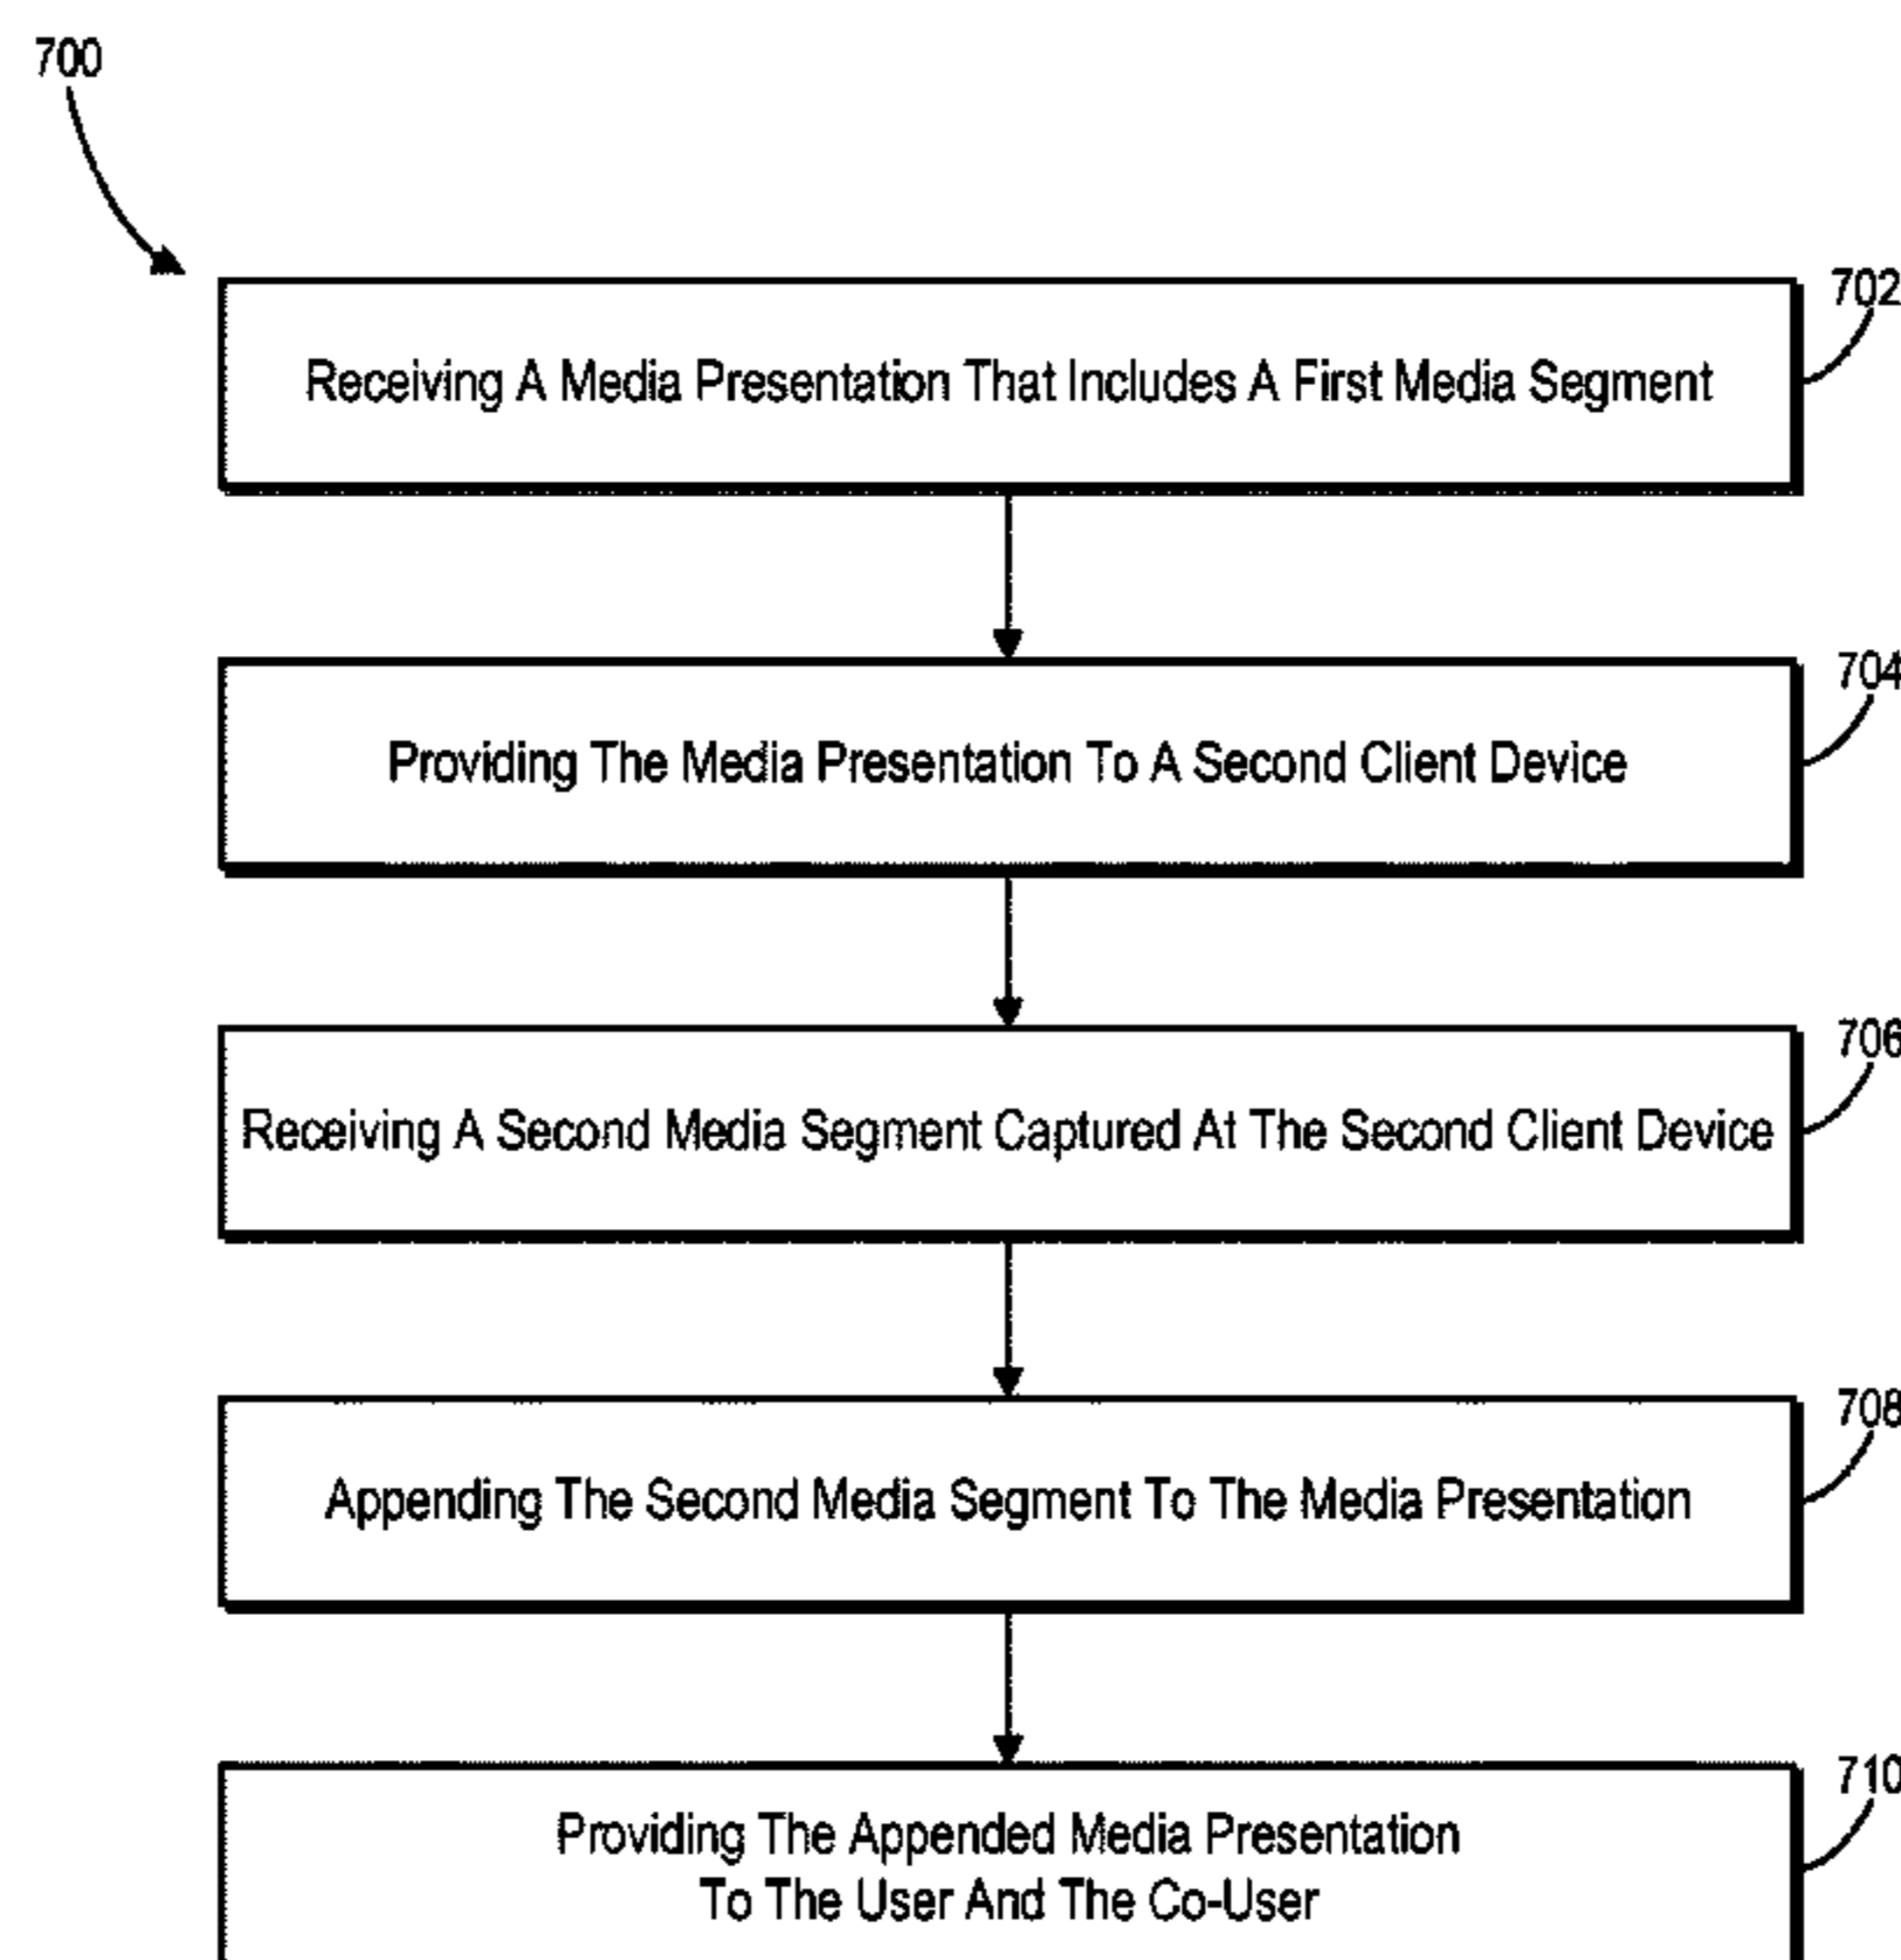 700
702
Receiving A Media Presentation That Includes A First Media Segment
704
Providing The Media Presentation To A Second Client Device
706
Receiving A Second Media Segment Captured At The Second Client Device
708
Appending The Second Media Segment To The Media Presentation
710
Providing The Appended Media Presentation
To The User And The Co-User